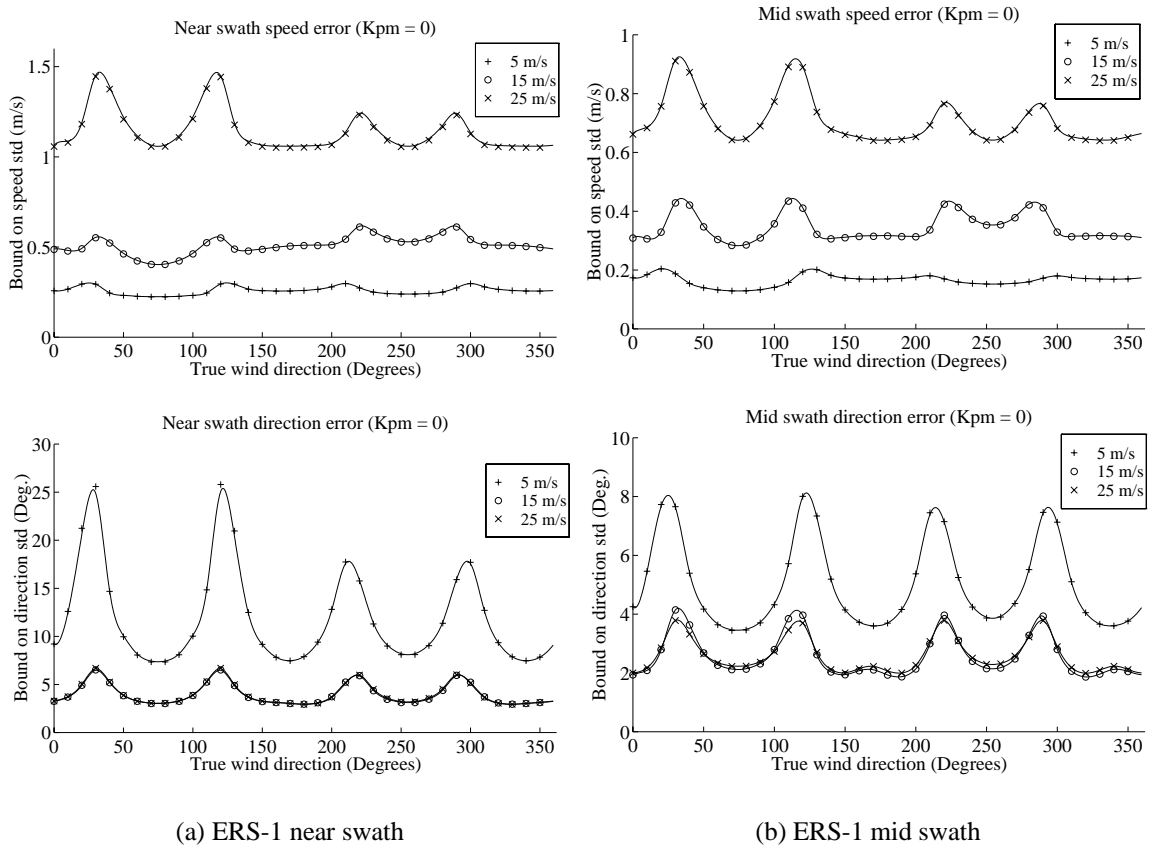 Near swath speed error (Kpm = 0)
5 m/s
15 m/s
25 m/s
Bound on speed std (m/s)
1.5
1
0.5
0
0 50 100 150 200 250 300 350
True wind direction (Degrees)
Mid swath speed error (Kpm = 0)
5 m/s
15 m/s
25 m/s
Bound on speed std (m/s)
1
0.8
0.6
0.4
0.2
0
0 50 100 150 200 250 300 350
True wind direction (Degrees)
Near swath direction error (Kpm = 0)
5 m/s
15 m/s
25 m/s
Bound on direction std (Deg.)
30
25
20
15
10
5
0
0 50 100 150 200 250 300 350
True wind direction (Degrees)
Mid swath direction error (Kpm = 0)
5 m/s
15 m/s
25 m/s
Bound on direction std (Deg.)
10
8
6
4
2
0
0 50 100 150 200 250 300 350
True wind direction (Degrees)
(a) ERS-1 near swath
(b) ERS-1 mid swath